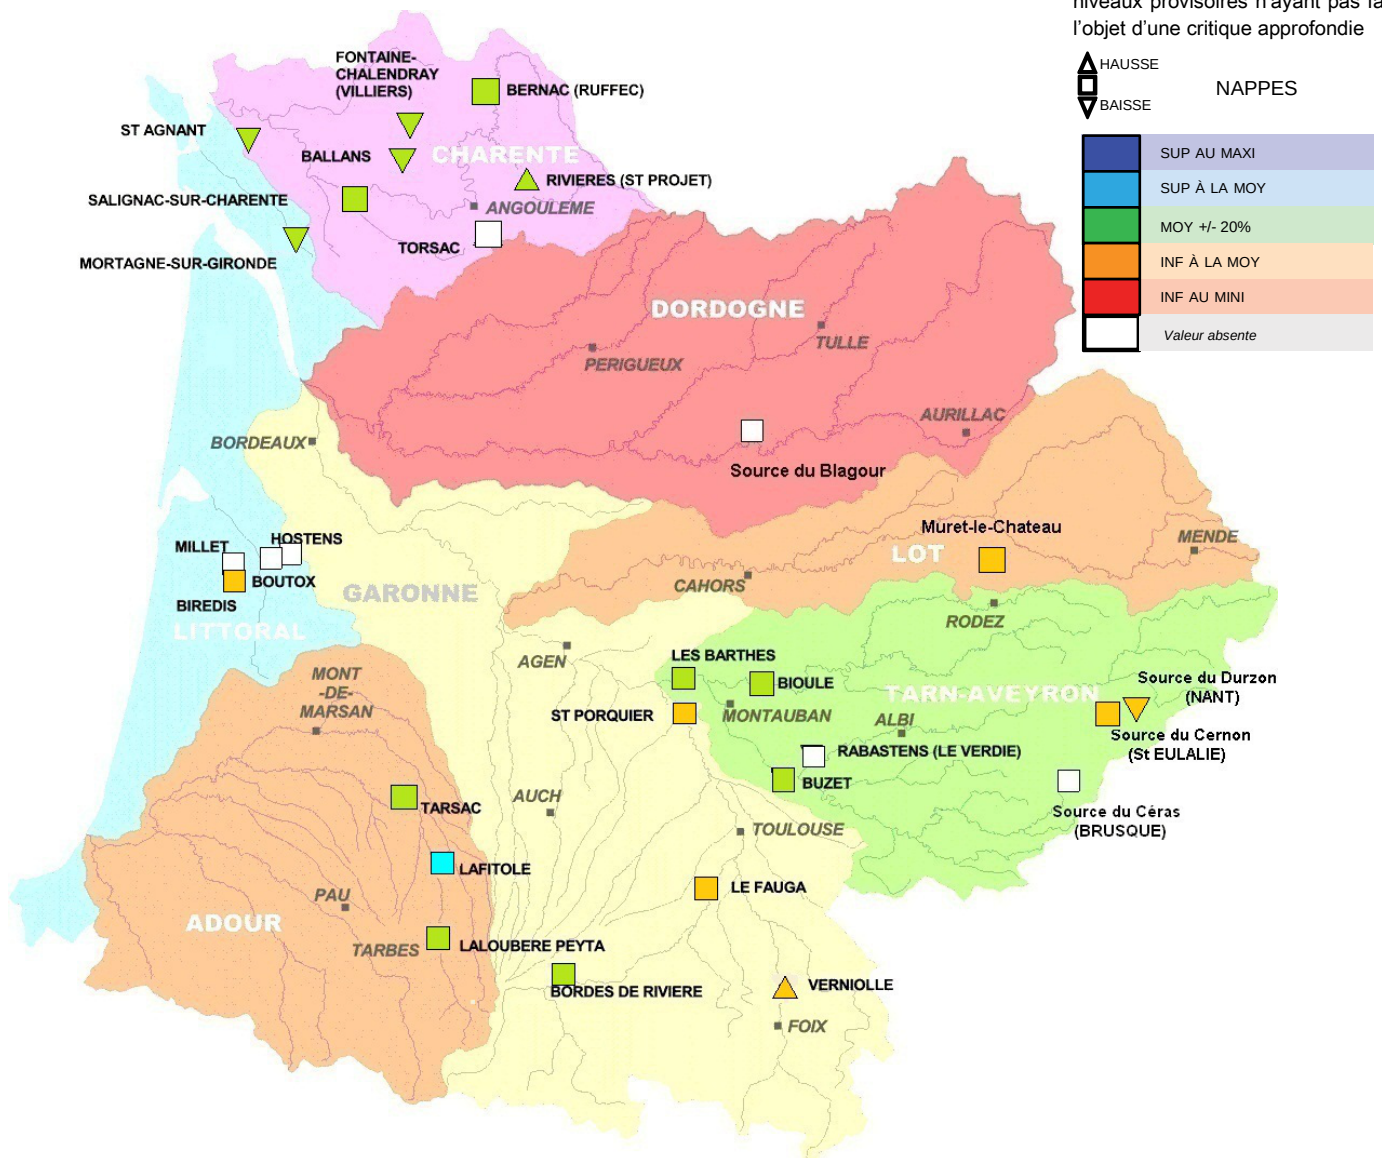 niveaux provisoires n'ayant pas fa
l'objet d'une critique approfondie
HAUSSE
NAPPES
BAISSE
SUP AU MAXI
SUP À LA MOY
MOY +/- 20%
INF À LA MOY
INF AU MINI
Valeur absente
FONTAINE-
CHALENDRAY
(VILLIERS)
BERNAC (RUFFEC)
ST AGNANT
BALLANS
CHARENTE
RIVIERES (ST PROJET)
SALIGNAC-SUR-CHARENTE
ANGOULEME
TORSAC
MORTAGNE-SUR-GIRONDE
DORDOGNE
TULLE
PERIGUEUX
AURILLAC
BORDEAUX
Source du Blagour
Muret-le-Chateau
MENDE
LOT
HOSTENS
MILLET
BOUTOX
BIREDIS
CAHORS
GARONNE
RODEZ
LITTORAL
AGEN
LES BARTHES
BIOULE
MONT
-DE-
MARSAN
TARN-AVEYRON
Source du Durzon
(NANT)
ST PORQUIER
MONTAUBAN
ALBI
Source du Cernon
(St EULALIE)
RABASTENS (LE VERDIE)
BUZET
AUCH
TARSAC
TOULOUSE
Source du Céras
(BRUSQUE)
LAFITOLE
LE FAUGA
PAU
ADOUR
TARBES
LALOUBERE PEYTA
BORDES DE RIVIERE
VERNIOLLE
FOIX